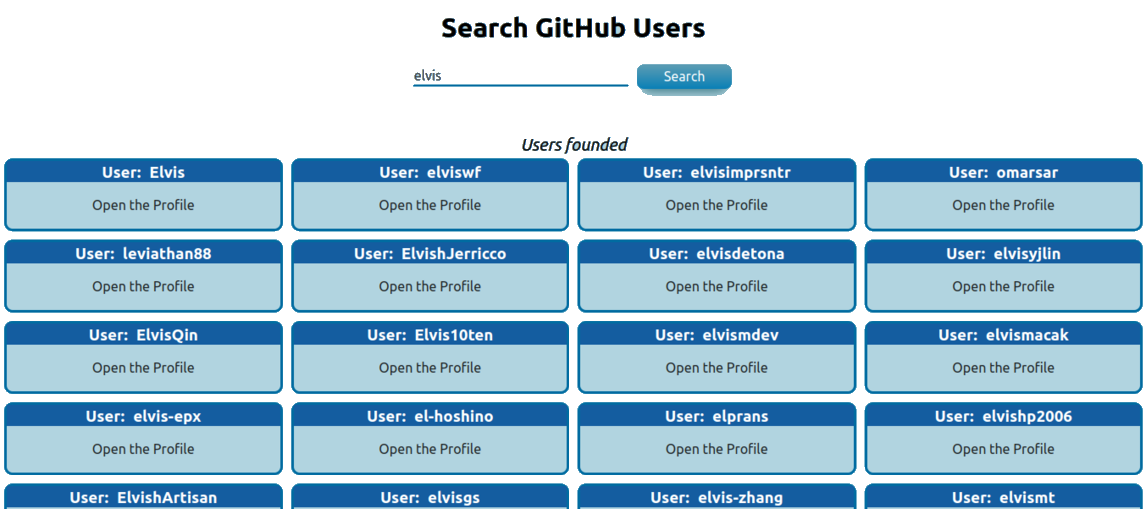 Search GitHub Users
elvis
Search
Users founded
User: Elvis
Open the Profile
User: elviswf
Open the Profile
User: elvisimprsntr
Open the Profile
User: omarsar
Open the Profile
User: leviathan88
Open the Profile
User: ElvishJerricco
Open the Profile
User: elvisdetona
Open the Profile
User: elvisyjlin
Open the Profile
User: ElvisQin
Open the Profile
User: Elvis10ten
Open the Profile
User: elvismdev
Open the Profile
User: elvismacak
Open the Profile
User: elvis-epx
Open the Profile
User: el-hoshino
Open the Profile
User: elprans
Open the Profile
User: elvishp2006
Open the Profile
User: ElvishArtisan
User: elvisgs
User: elvis-zhang
User: elvismt